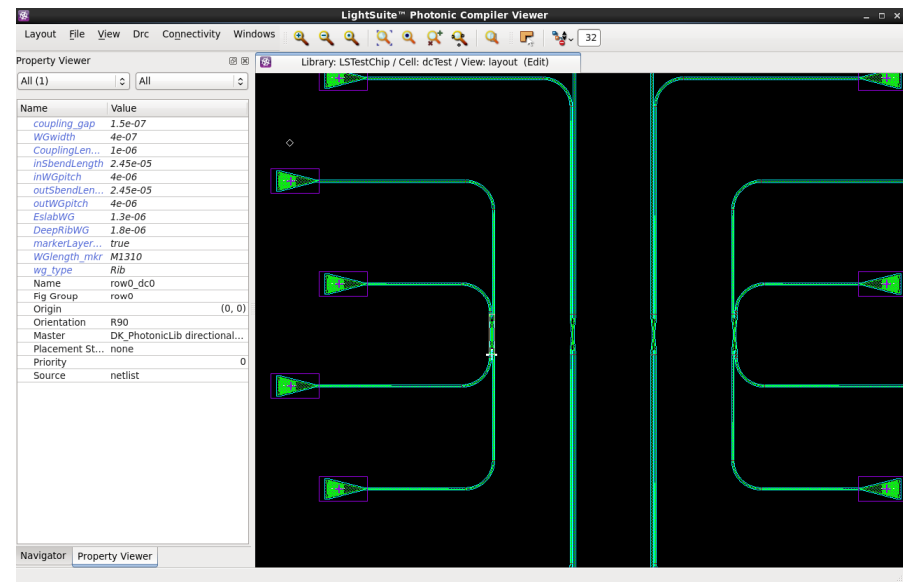 LightSuite™ Photonic Compiler Viewer
Layout File View Drc Connectivity Windows 32
Property Viewer
Library: LSTestChip / Cell: dcTest / View: layout (Edit)
All (1) All
Name Value
coupling_gap 1.5e-07
WGwidth 4e-07
CouplingLen... 1e-06
inSbendLength 2.45e-05
inWGpitch 4e-06
outSbendLen... 2.45e-05
outWGpitch 4e-06
EslabWG 1.3e-06
DeepRibWG 1.8e-06
markerLayer... true
WGlength_mkr M1310
wg_type Rib
Name row0_dc0
Fig Group row0
Origin (0, 0)
Orientation R90
Master DK_PhotonicLib directional...
Placement St... none
Priority 0
Source netlist
Navigator Property Viewer